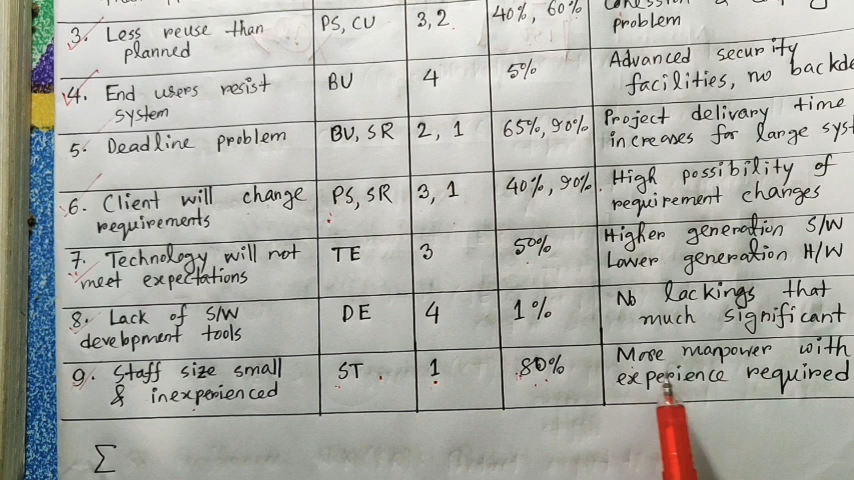 3. Less reuse than
planned
PS, CU
3, 2
40%, 60%
problem
4. End users resist
system
BU
4
5%
Advanced security
facilities, no
5. Deadline problem
BU, SR
2, 1
65%, 90%
Project delivary time
increases for large
6. Client will change
requirements
PS, SR
3, 1
40%, 90%.
High possibility of
requirement changes
7. Technology will not
meet expectations
TE
3
50%
Higher generation S/W
Lower generation H/W
8. Lack of S/W
development tools
DE
4
1%
No lackings that
much significant
9. Staff size small
& inexperienced
ST
1
80%
More manpower with
experience required
Σ